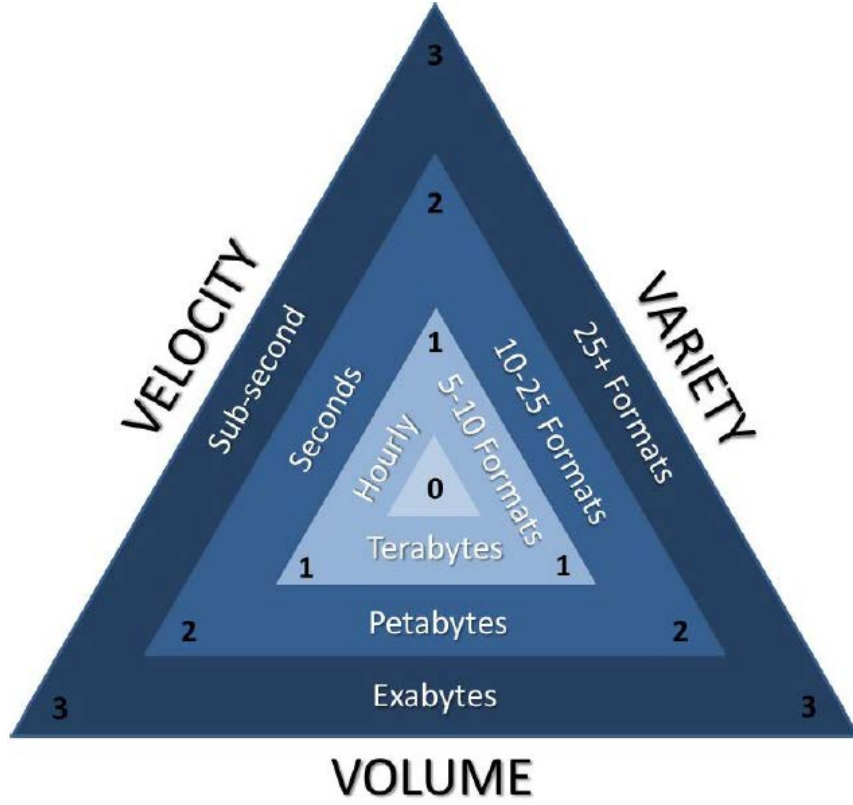 3
2
1
0
VELOCITY
Sub-second
Seconds
Hourly
VARIETY
25+ Formats
10-25 Formats
5-10 Formats
Terabytes
1
1
Petabytes
2
2
Exabytes
3
3
VOLUME